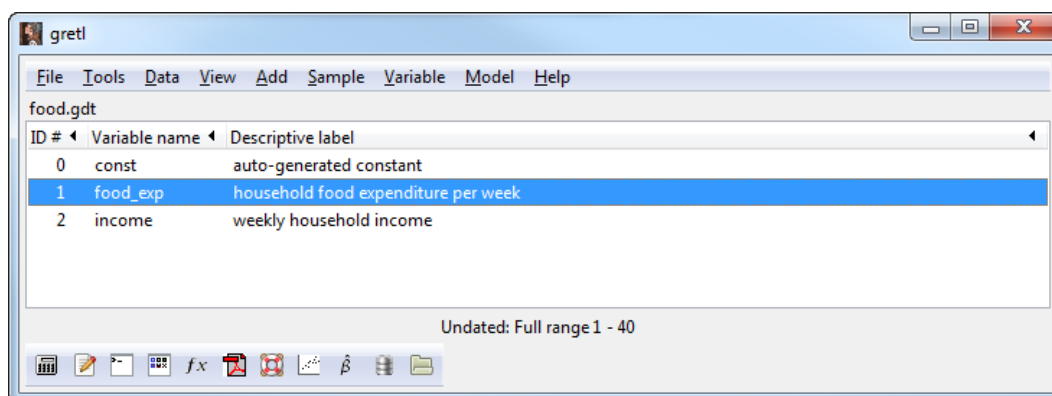 gretl
File Tools Data View Add Sample Variable Model Help
food.gdt
ID # Variable name Descriptive label
0 const auto-generated constant
1 food_exp household food expenditure per week
2 income weekly household income
Undated: Full range 1 - 40
fx β̂